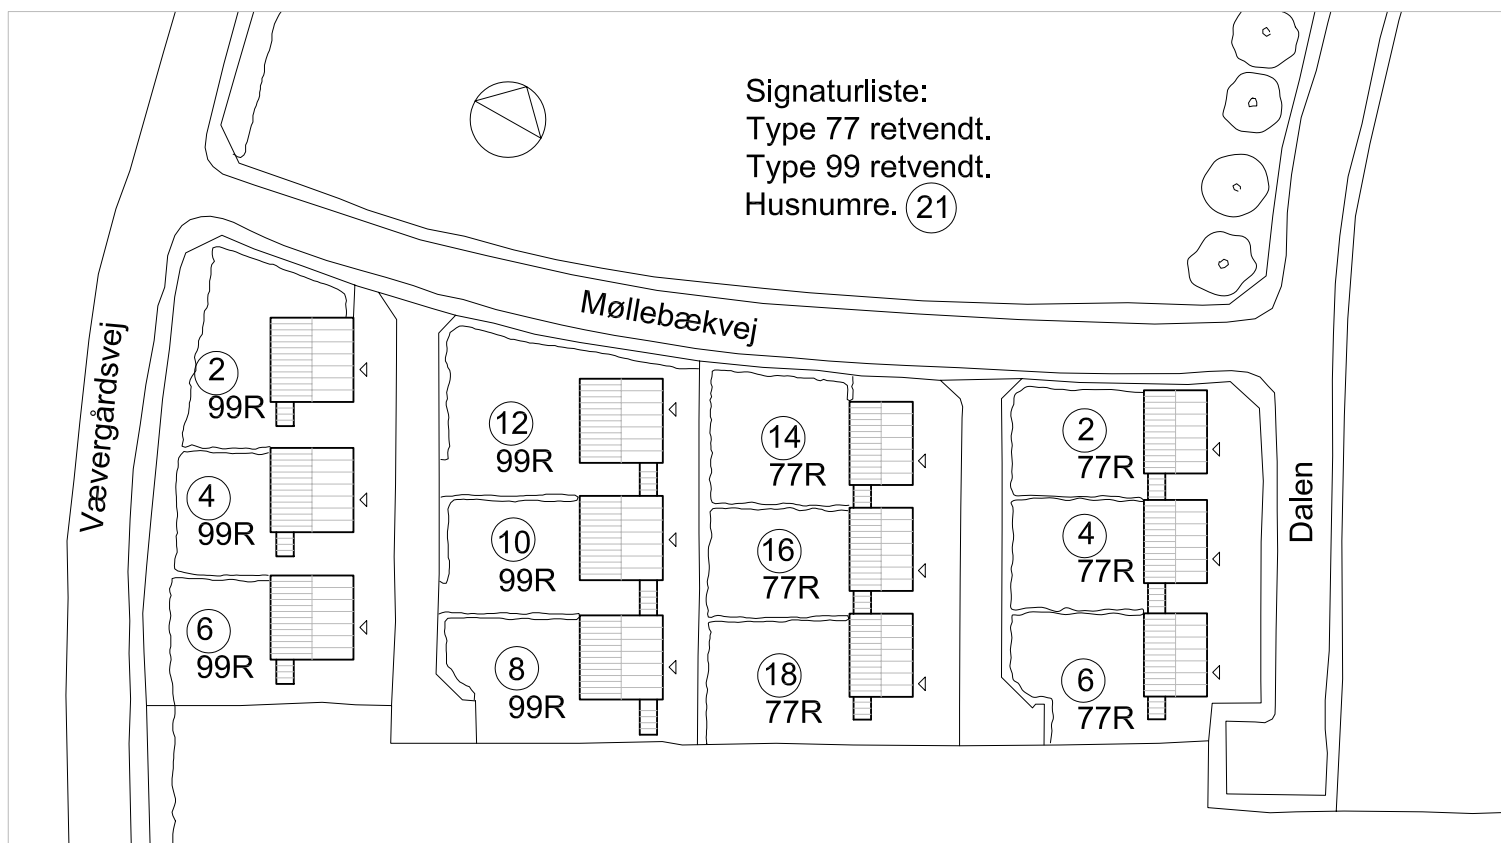 Signaturliste:
Type 77 retvendt.
Type 99 retvendt.
Husnumre. 21
Møllebækvej
Vævergårdsvej
Dalen
2
99R
4
99R
6
99R
12
99R
10
99R
8
99R
14
77R
16
77R
18
77R
2
77R
4
77R
6
77R